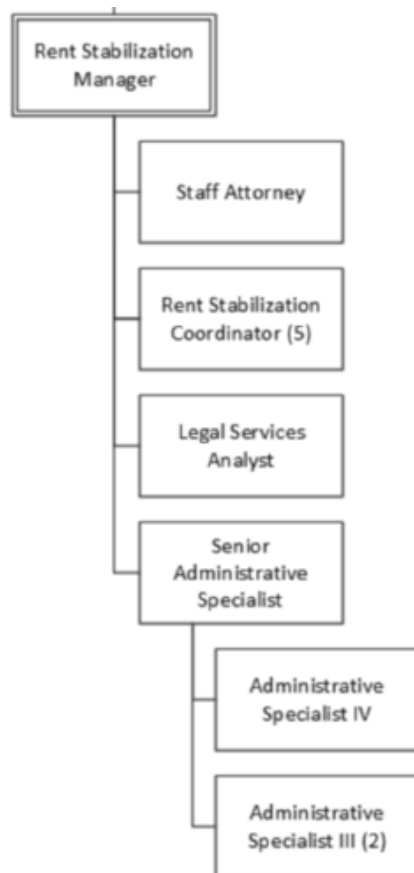 Rent Stabilization
Manager
Staff Attorney
Rent Stabilization
Coordinator (5)
Legal Services
Analyst
Senior
Administrative
Specialist
Administrative
Specialist IV
Administrative
Specialist III (2)